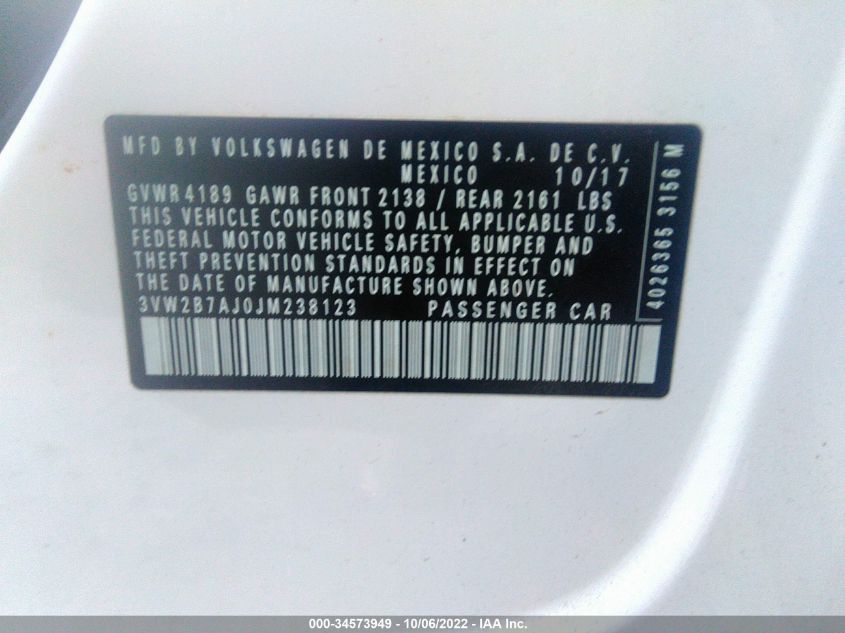 MFD BY VOLKSWAGEN DE MEXICO S.A. DE C.V.
MEXICO 10/17
GVWR 4189 GAWR FRONT 2138 / REAR 2161 LBS
THIS VEHICLE CONFORMS TO ALL APPLICABLE U.S.
FEDERAL MOTOR VEHICLE SAFETY, BUMPER AND
THEFT PREVENTION STANDARDS IN EFFECT ON
THE DATE OF MANUFACTURE SHOWN ABOVE.
3VW2B7AJ0JM238123 PASSENGER CAR
4026365 3156 M
000-34573949 - 10/06/2022 - IAA Inc.